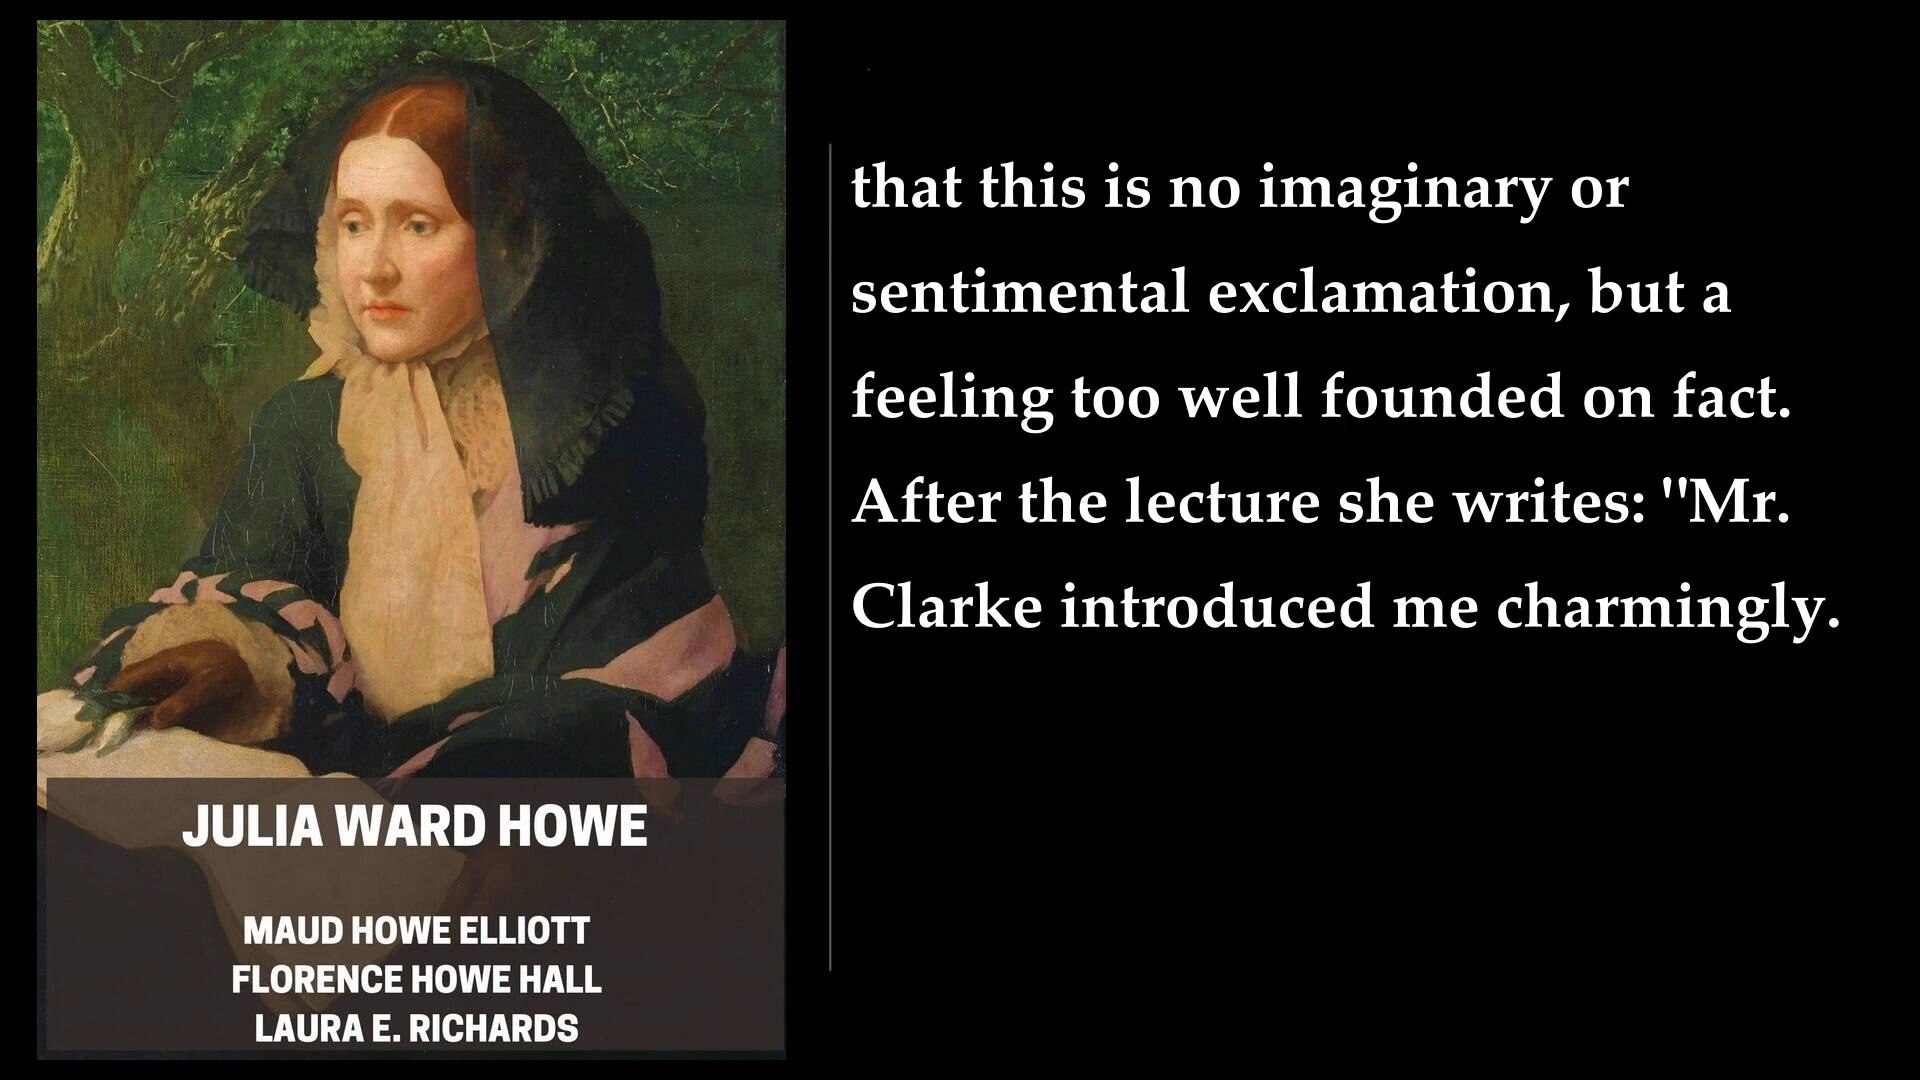 that this is no imaginary or
sentimental exclamation, but a
feeling too well founded on fact.
After the lecture she writes: "Mr.
Clarke introduced me charmingly.
JULIA WARD HOWE
MAUD HOWE ELLIOTT
FLORENCE HOWE HALL
LAURA E. RICHARDS